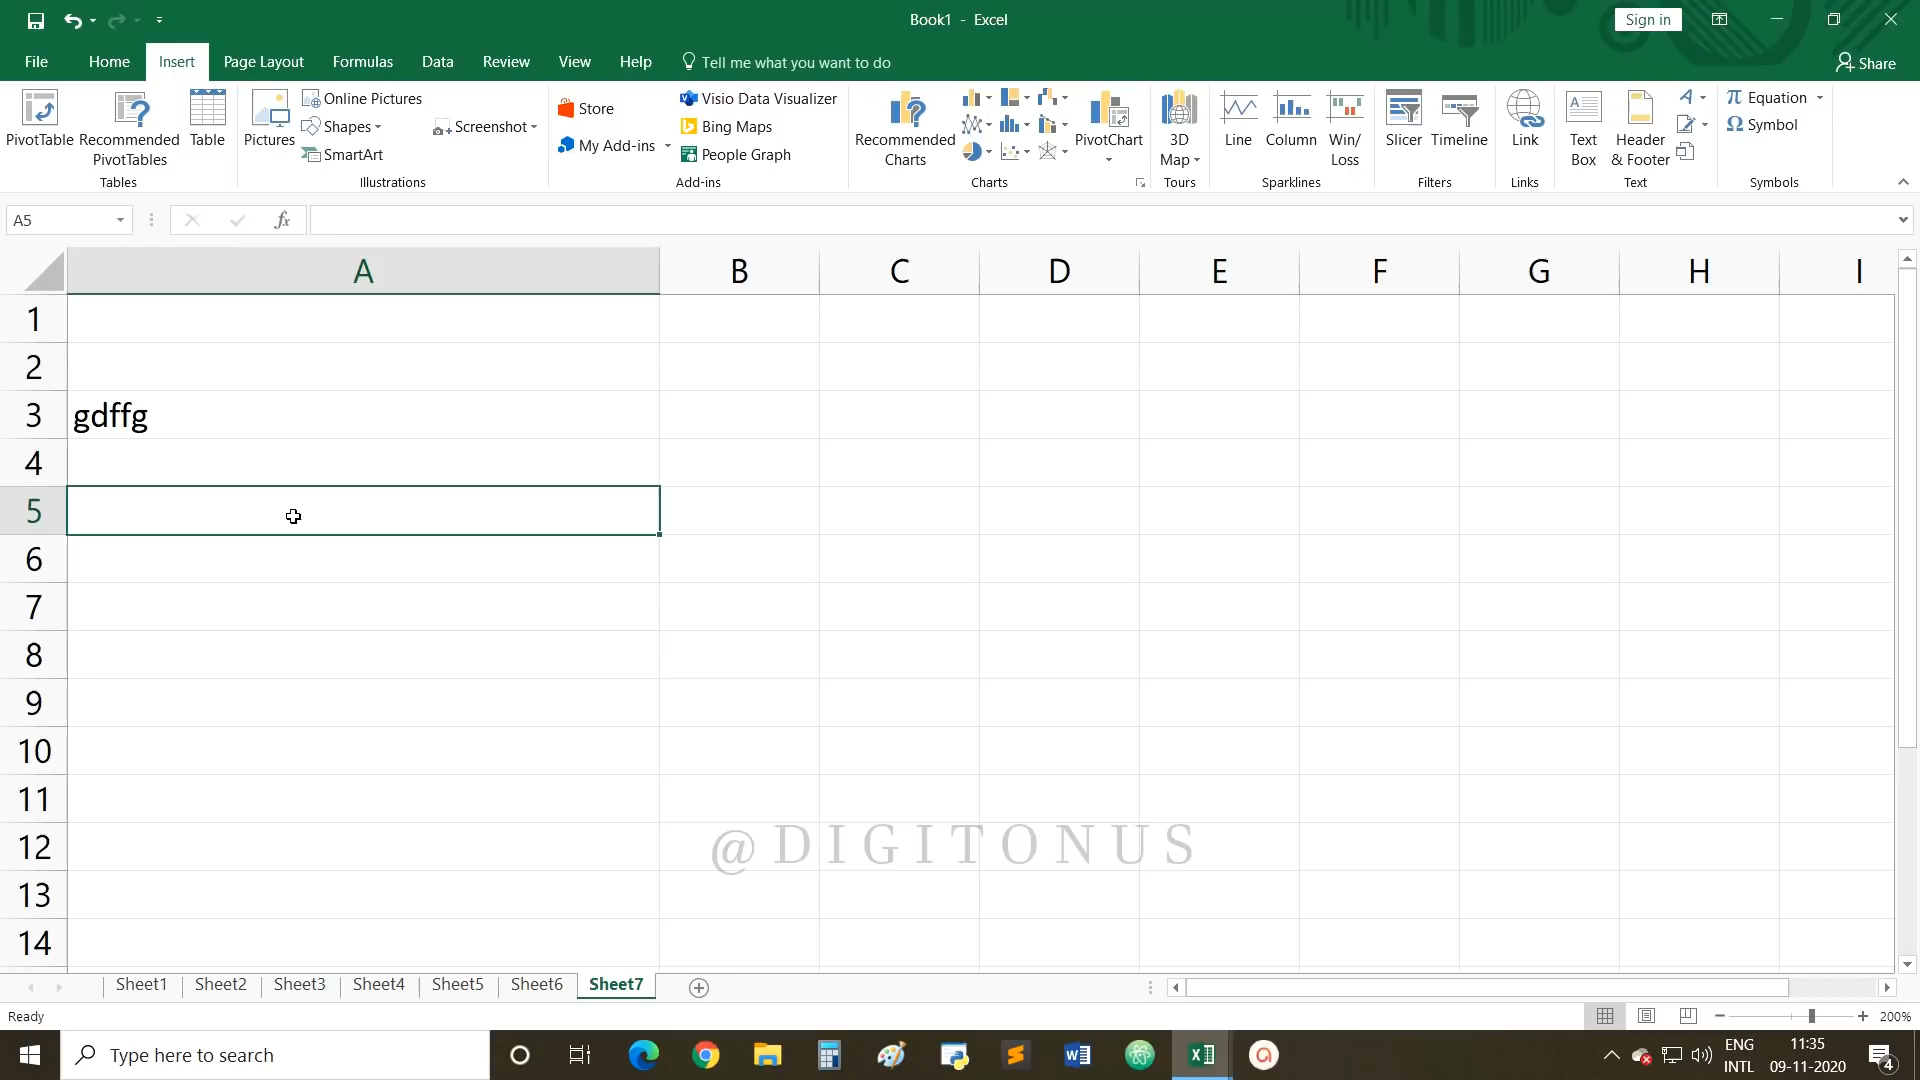 Book1 - Excel
Sign in
File Home Insert Page Layout Formulas Data Review View Help Tell me what you want to do Share
PivotTable
Recommended PivotTables
Table
Tables
Pictures
Online Pictures
Shapes
SmartArt
Screenshot
Illustrations
Store
My Add-ins
Visio Data Visualizer
Bing Maps
People Graph
Add-ins
Recommended Charts
PivotChart
Charts
3D Map
Tours
Line
Column
Win/Loss
Sparklines
Slicer
Timeline
Filters
Link
Links
Text Box
Header & Footer
Text
Equation
Symbol
Symbols
A5
fx
A B C D E F G H I
1
2
3 gdffg
4
5
6
7
8
9
10
11
12
@DIGITONUS
13
14
Sheet1 Sheet2 Sheet3 Sheet4 Sheet5 Sheet6 Sheet7
Ready
200%
Type here to search
ENG
INTL
11:35
09-11-2020
4